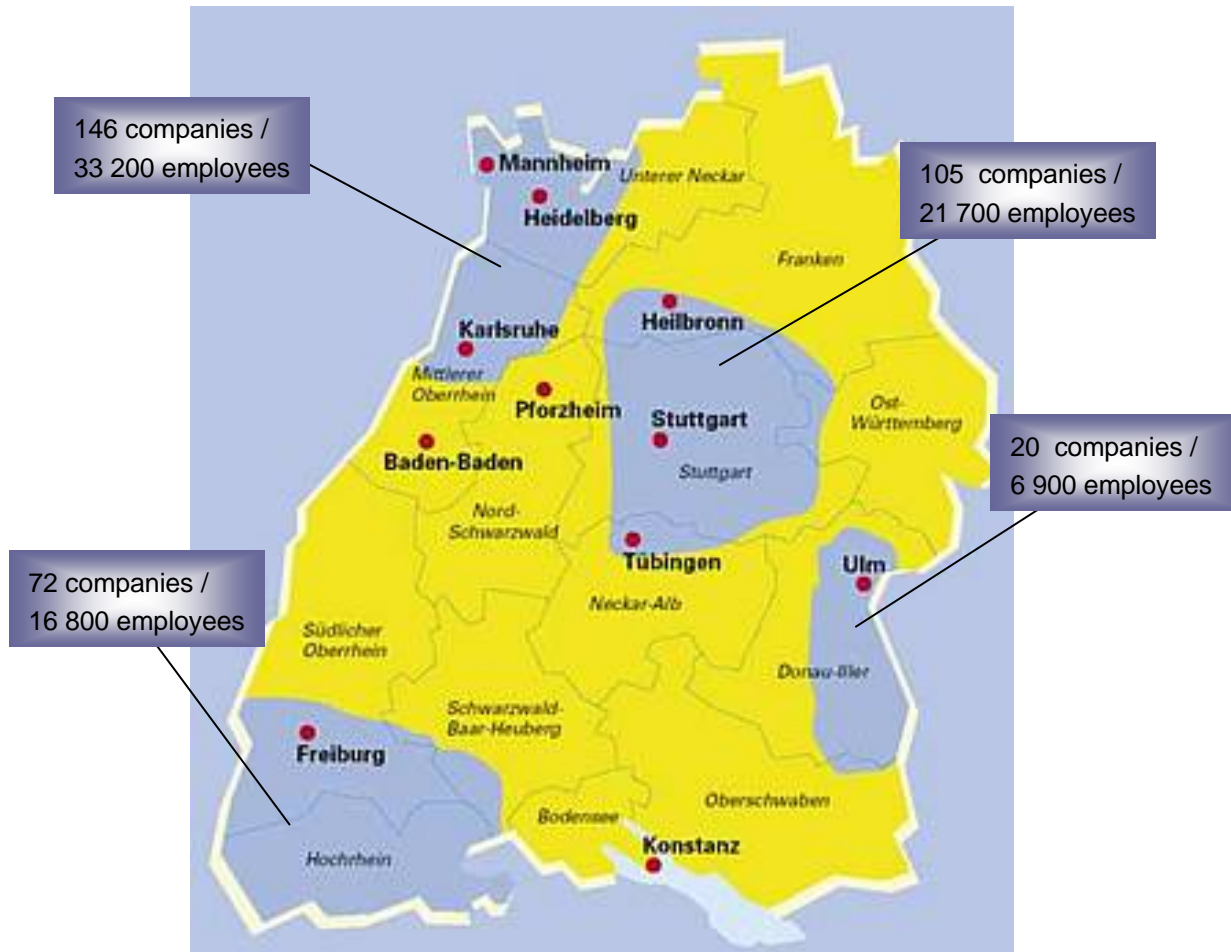 146 companies /
33 200 employees
Mannheim
Unterer Neckar
Heidelberg
105 companies /
21 700 employees
Franken
Heilbronn
Karlsruhe
Mittlerer
Oberrhein
Pforzheim
Stuttgart
Ost-
Württemberg
Baden-Baden
Stuttgart
20 companies /
6 900 employees
Nord-
Schwarzwald
Tübingen
Ulm
72 companies /
16 800 employees
Neckar-Alb
Südlicher
Oberrhein
Donau-Iller
Schwarzwald-
Baar-Heuberg
Freiburg
Oberschwaben
Bodensee
Konstanz
Hochrhein